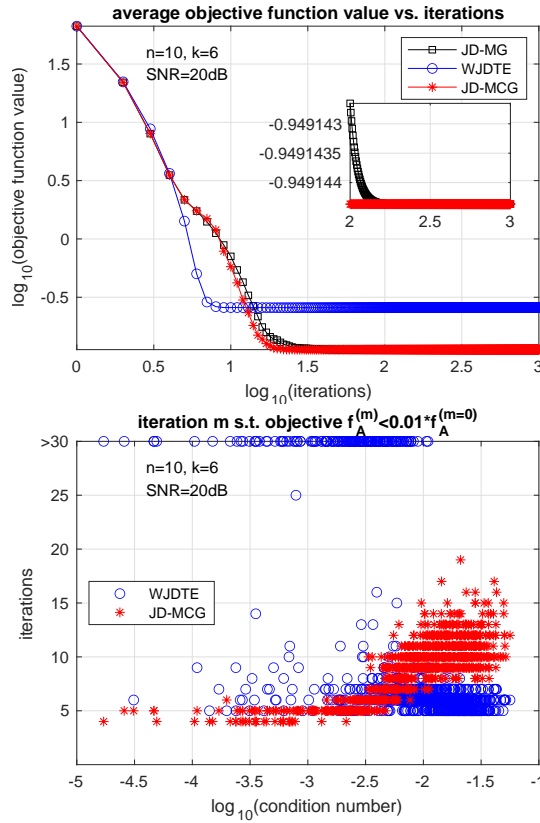 average objective function value vs. iterations
n=10, k=6
SNR=20dB
JD-MG
WJDTE
JD-MCG
-0.949143
-0.9491435
-0.949144
2 2.5 3
1.5
1
0.5
0
-0.5
log10(objective function value)
0 0.5 1 1.5 2 2.5 3
log10(iterations)
iteration m s.t. objective f_A^(m)<0.01*f_A^(m=0)
n=10, k=6
SNR=20dB
WJDTE
JD-MCG
>30
25
20
15
10
5
0
iterations
-5 -4.5 -4 -3.5 -3 -2.5 -2 -1.5 -1
log10(condition number)